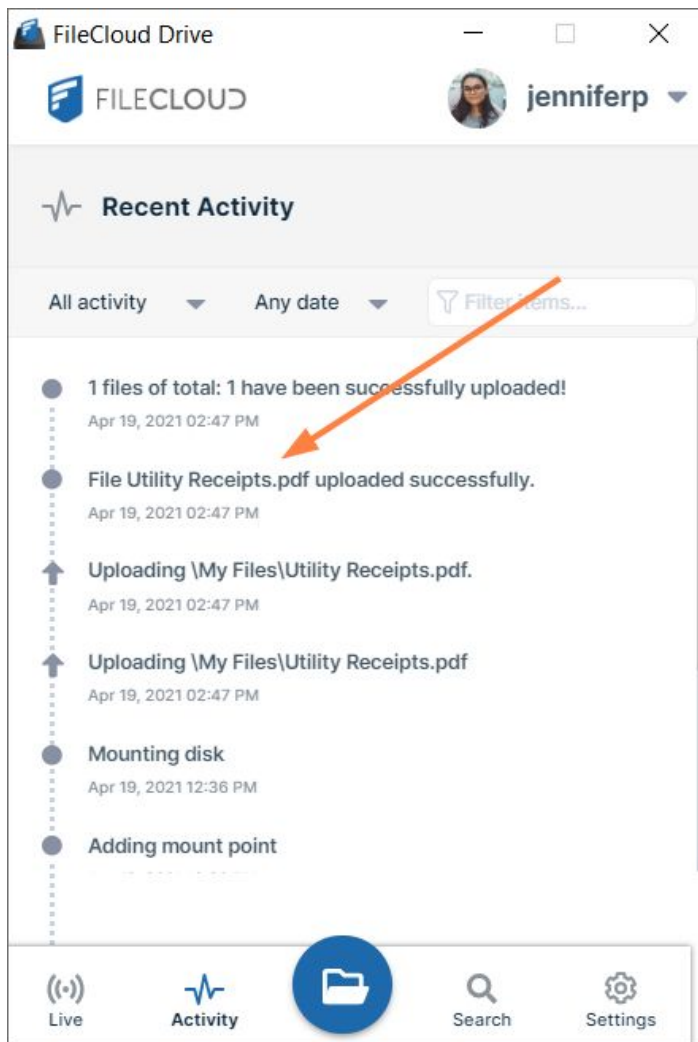 FileCloud Drive
FILECLOUD
jenniferp
Recent Activity
All activity
Any date
Filter items...
1 files of total: 1 have been successfully uploaded!
Apr 19, 2021 02:47 PM
File Utility Receipts.pdf uploaded successfully.
Apr 19, 2021 02:47 PM
Uploading \My Files\Utility Receipts.pdf.
Apr 19, 2021 02:47 PM
Uploading \My Files\Utility Receipts.pdf
Apr 19, 2021 02:47 PM
Mounting disk
Apr 19, 2021 12:36 PM
Adding mount point
Live
Activity
Search
Settings